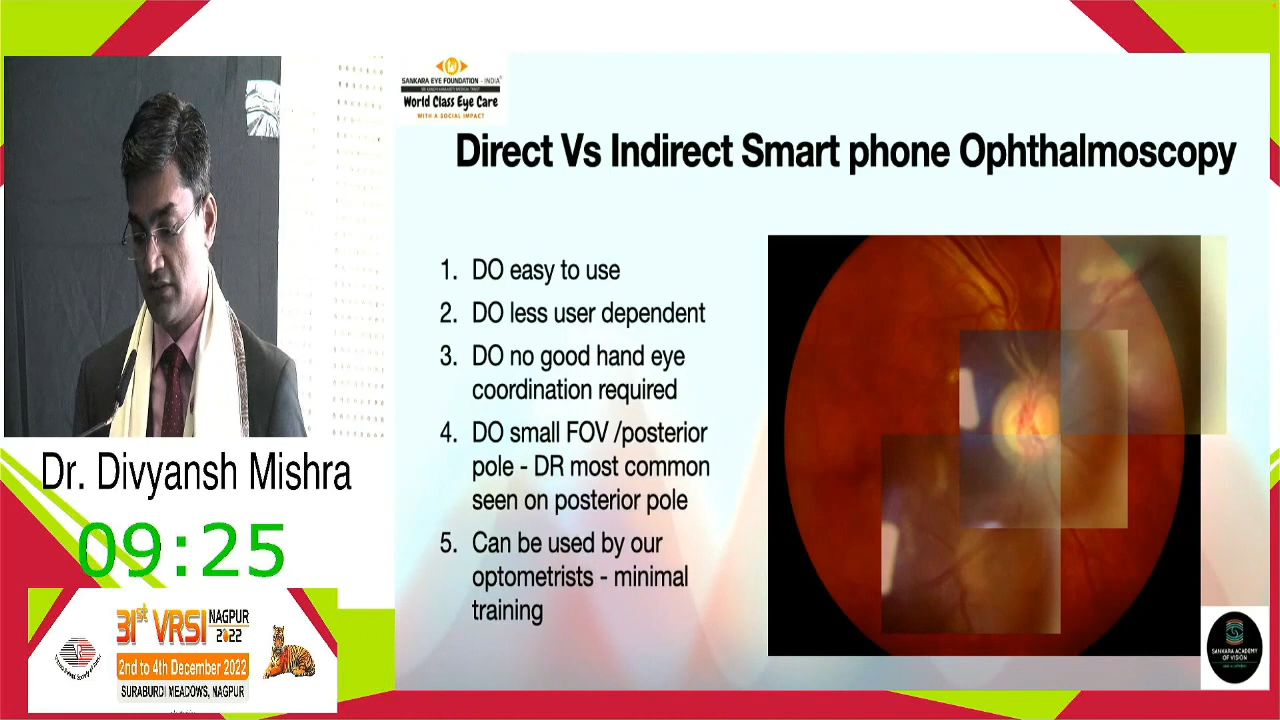 SANKARA EYE FOUNDATION - INDIA
World Class Eye Care
WITH A SOCIAL IMPACT
Direct Vs Indirect Smart phone Ophthalmoscopy
1. DO easy to use
2. DO less user dependent
3. DO no good hand eye
coordination required
4. DO small FOV /posterior
pole - DR most common
seen on posterior pole
5. Can be used by our
optometrists - minimal
training
Dr. Divyansh Mishra
09:25
31st VRSI NAGPUR
2022
2nd to 4th December 2022
SURABURDI MEADOWS, NAGPUR
SANKARA ACADEMY
OF VISION